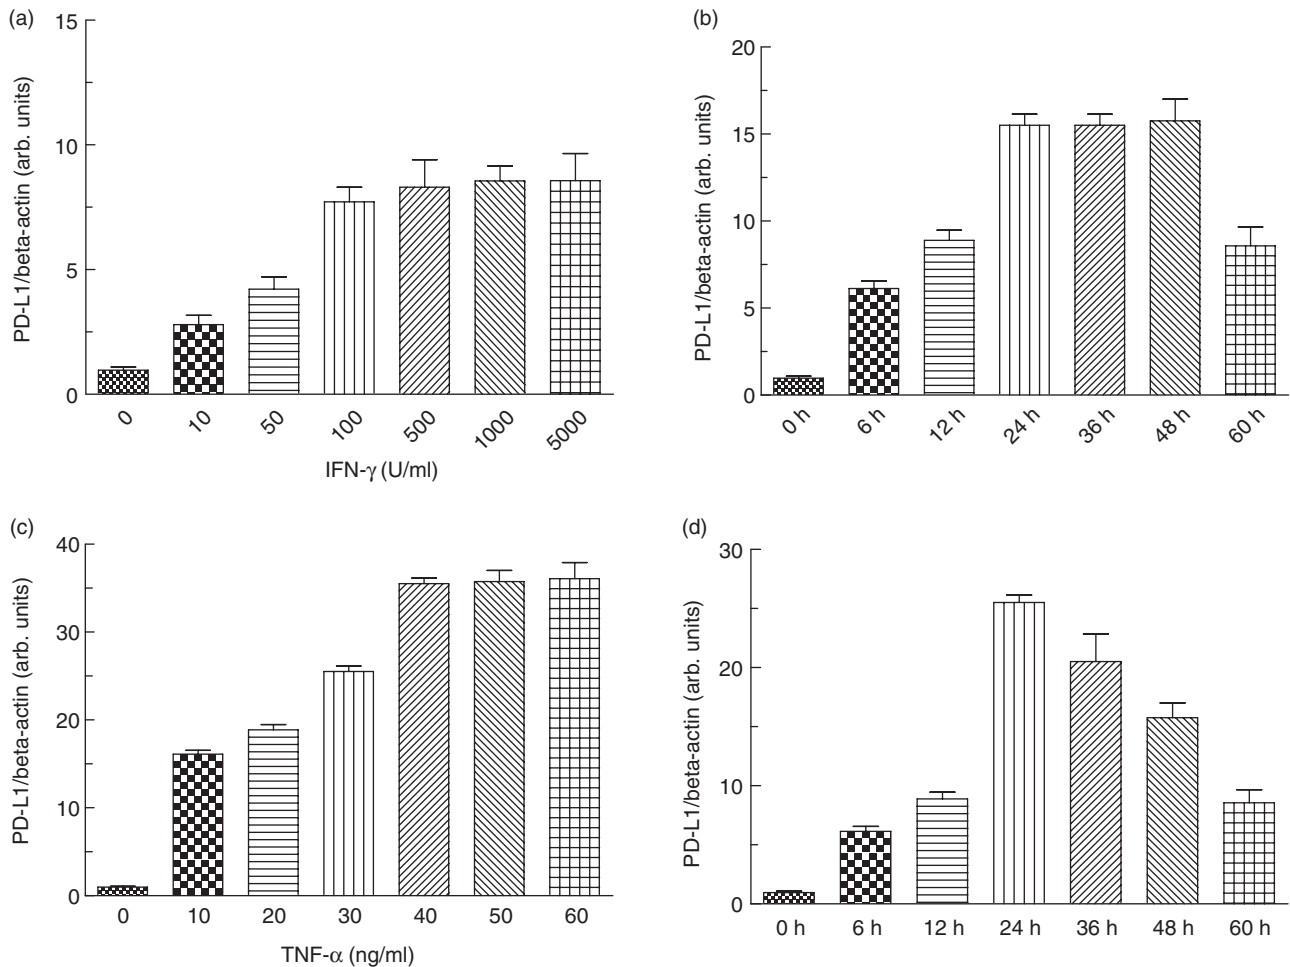 (a)
15
10
5
0
PD-L1/beta-actin (arb. units)
0 10 50 100 500 1000 5000
IFN-γ (U/ml)
(b)
20
15
10
5
0
PD-L1/beta-actin (arb. units)
0 h 6 h 12 h 24 h 36 h 48 h 60 h
(c)
40
30
20
10
0
PD-L1/beta-actin (arb. units)
0 10 20 30 40 50 60
TNF-α (ng/ml)
(d)
30
20
10
0
PD-L1/beta-actin (arb. units)
0 h 6 h 12 h 24 h 36 h 48 h 60 h